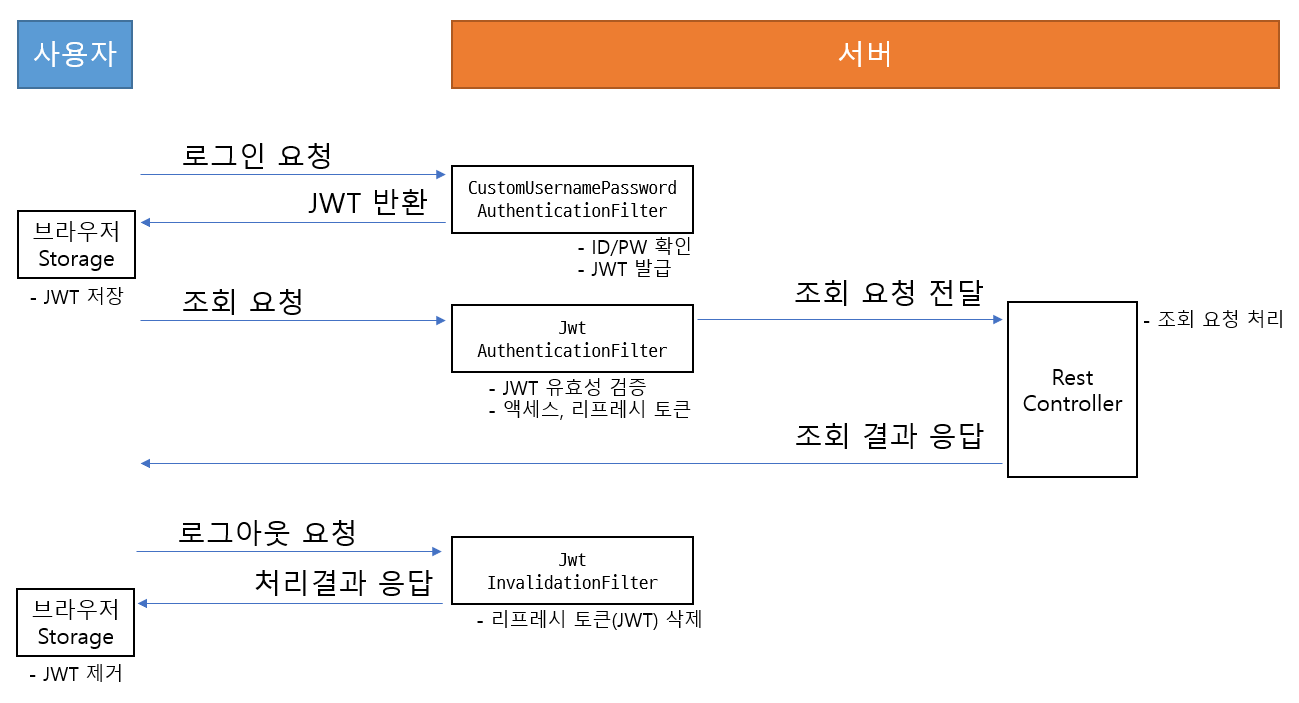 사용자
서버
로그인 요청
JWT 반환
CustomUsernamePassword
AuthenticationFilter
- ID/PW 확인
- JWT 발급
브라우저
Storage
- JWT 저장
조회 요청
Jwt
AuthenticationFilter
- JWT 유효성 검증
- 액세스, 리프레시 토큰
조회 요청 전달
Rest
Controller
- 조회 요청 처리
조회 결과 응답
로그아웃 요청
처리결과 응답
Jwt
InvalidationFilter
- 리프레시 토큰(JWT) 삭제
브라우저
Storage
- JWT 제거